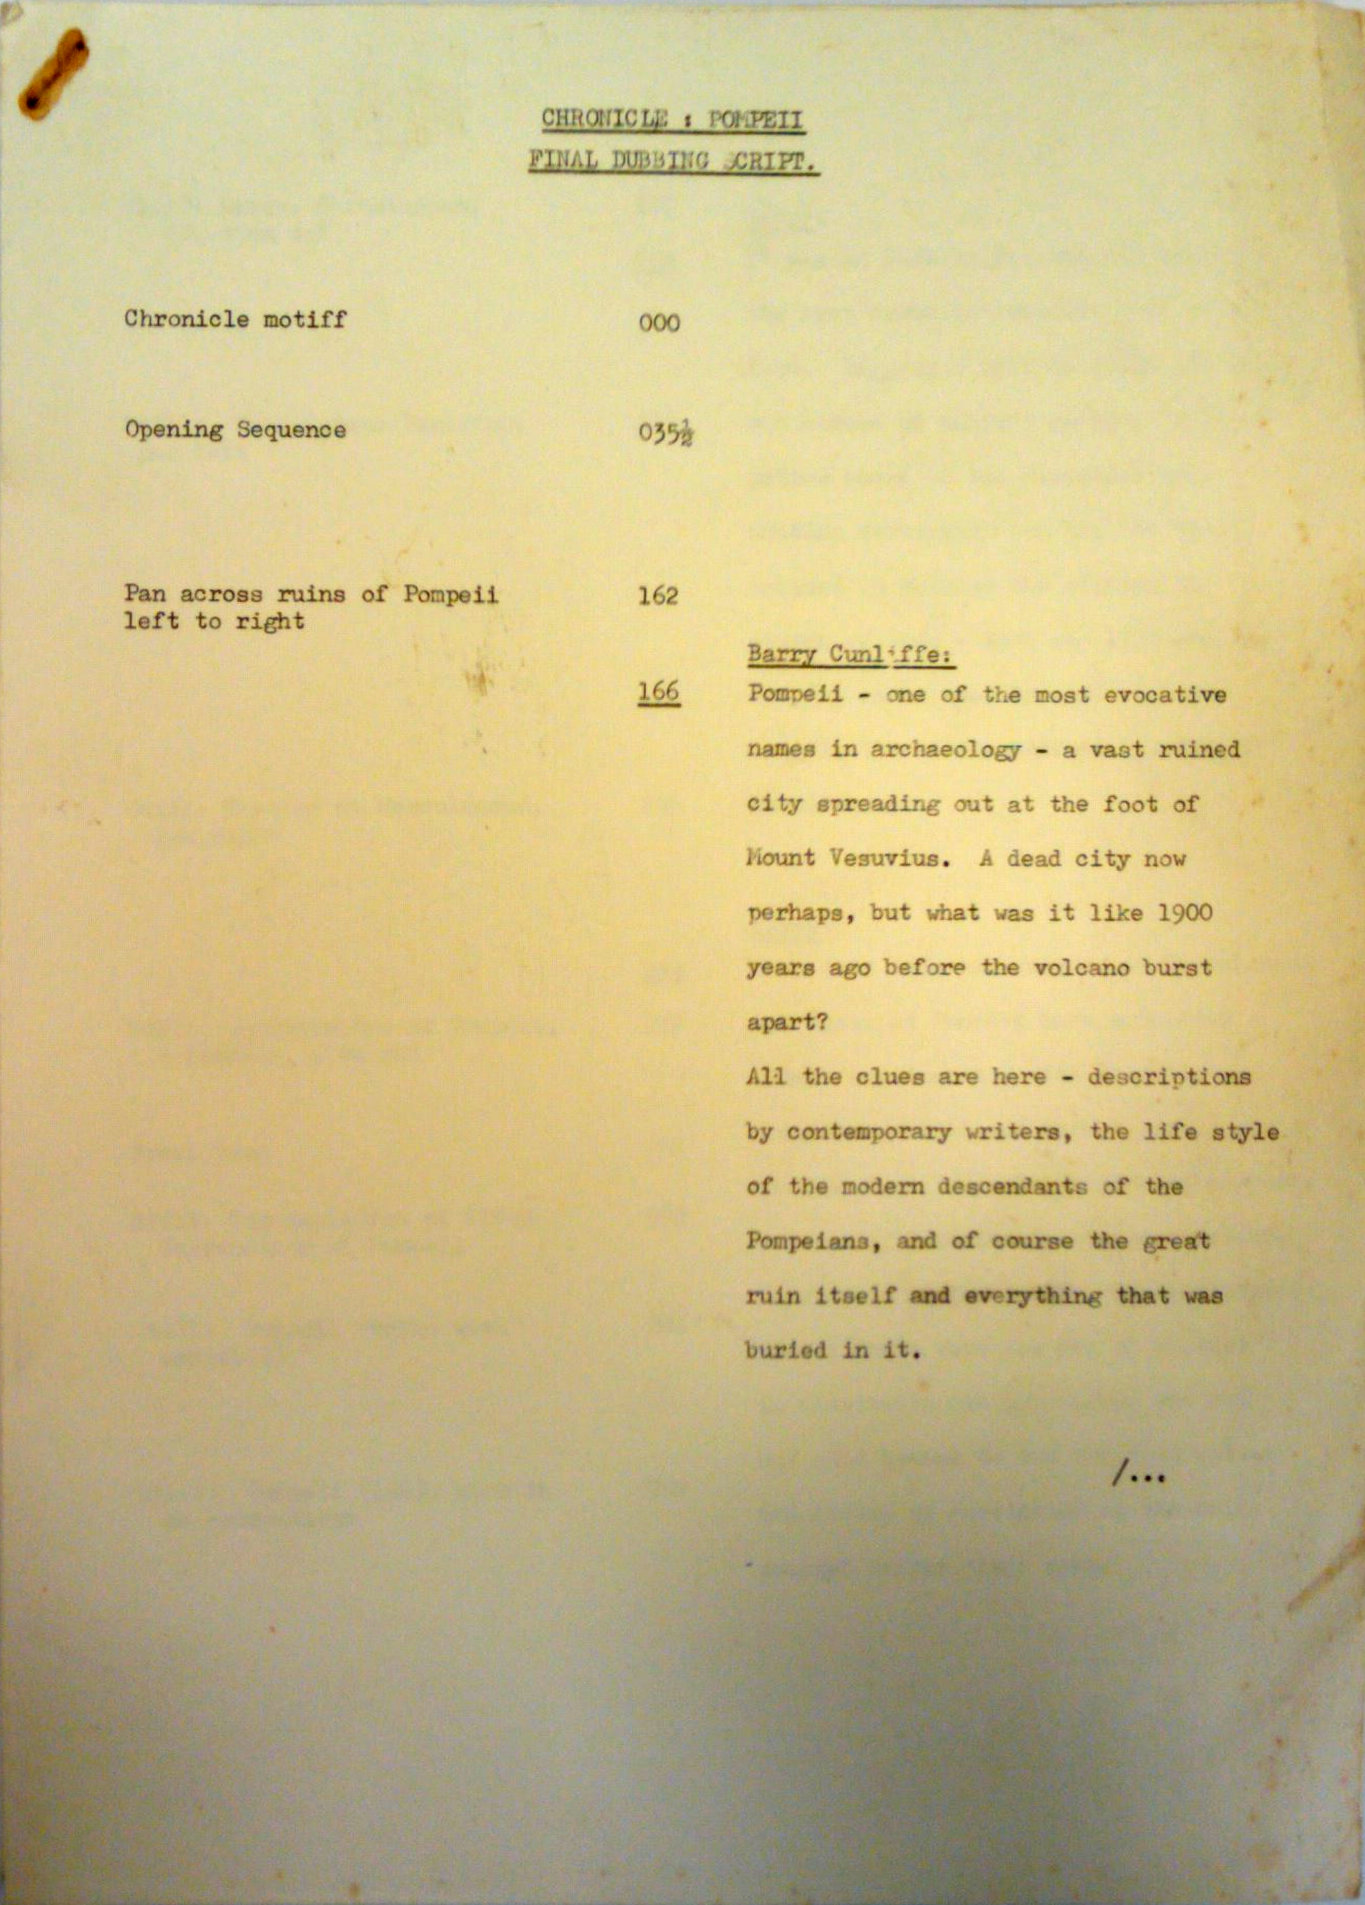 CHRONICLE : POMPEII
FINAL DUBBING SCRIPT.
Chronicle motiff 000
Opening Sequence 035½
Pan across ruins of Pompeii 162
left to right
Barry Cunliffe:
166 Pompeii - one of the most evocative
names in archaeology - a vast ruined
city spreading out at the foot of
Mount Vesuvius. A dead city now
perhaps, but what was it like 1900
years ago before the volcano burst
apart?
All the clues are here - descriptions
by contemporary writers, the life style
of the modern descendants of the
Pompeians, and of course the great
ruin itself and everything that was
buried in it.
/...